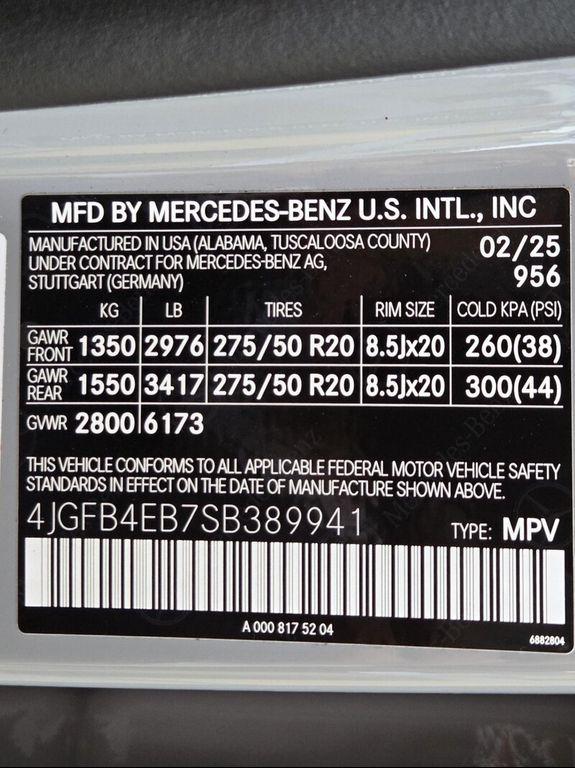 MFD BY MERCEDES-BENZ U.S. INTL., INC
MANUFACTURED IN USA (ALABAMA, TUSCALOOSA COUNTY) 02/25
UNDER CONTRACT FOR MERCEDES-BENZ AG, 956
STUTTGART (GERMANY)
KG LB TIRES RIM SIZE COLD KPA (PSI)
GAWR FRONT 1350 2976 275/50 R20 8.5Jx20 260(38)
GAWR REAR 1550 3417 275/50 R20 8.5Jx20 300(44)
GVWR 2800 6173
THIS VEHICLE CONFORMS TO ALL APPLICABLE FEDERAL MOTOR VEHICLE SAFETY
STANDARDS IN EFFECT ON THE DATE OF MANUFACTURE SHOWN ABOVE.
4JGFB4EB7SB389941 TYPE: MPV
A 000 817 52 04
6882804